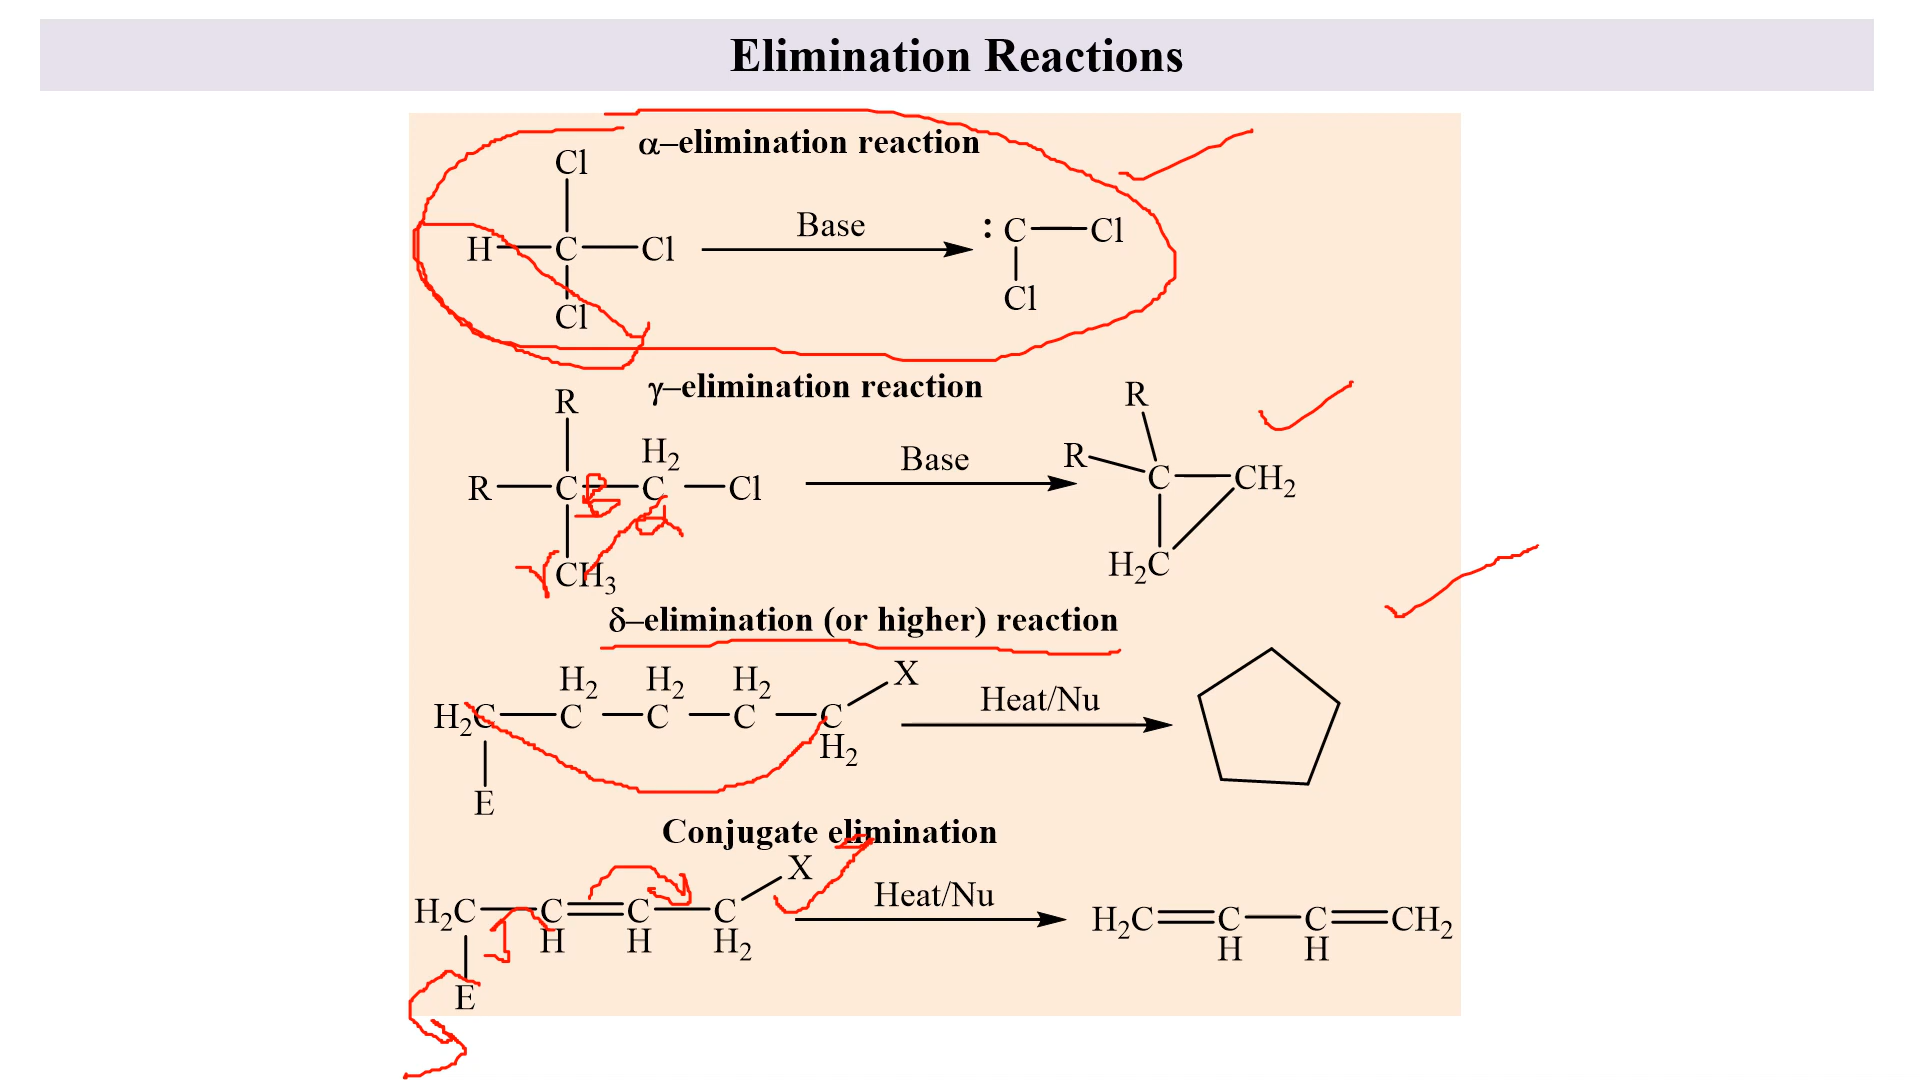 Elimination Reactions
α–elimination reaction
Cl
H C Cl
Cl
Base
: C Cl
Cl
γ–elimination reaction
R
H₂
R C C Cl
CH₃
Base
R
R
C CH₂
H₂C
δ–elimination (or higher) reaction
H₂ H₂ H₂ X
H₂C C C C C
H₂
E
Heat/Nu
Conjugate elimination
X
H₂C C C C
H H H₂
E
Heat/Nu
H₂C C C CH₂
H H